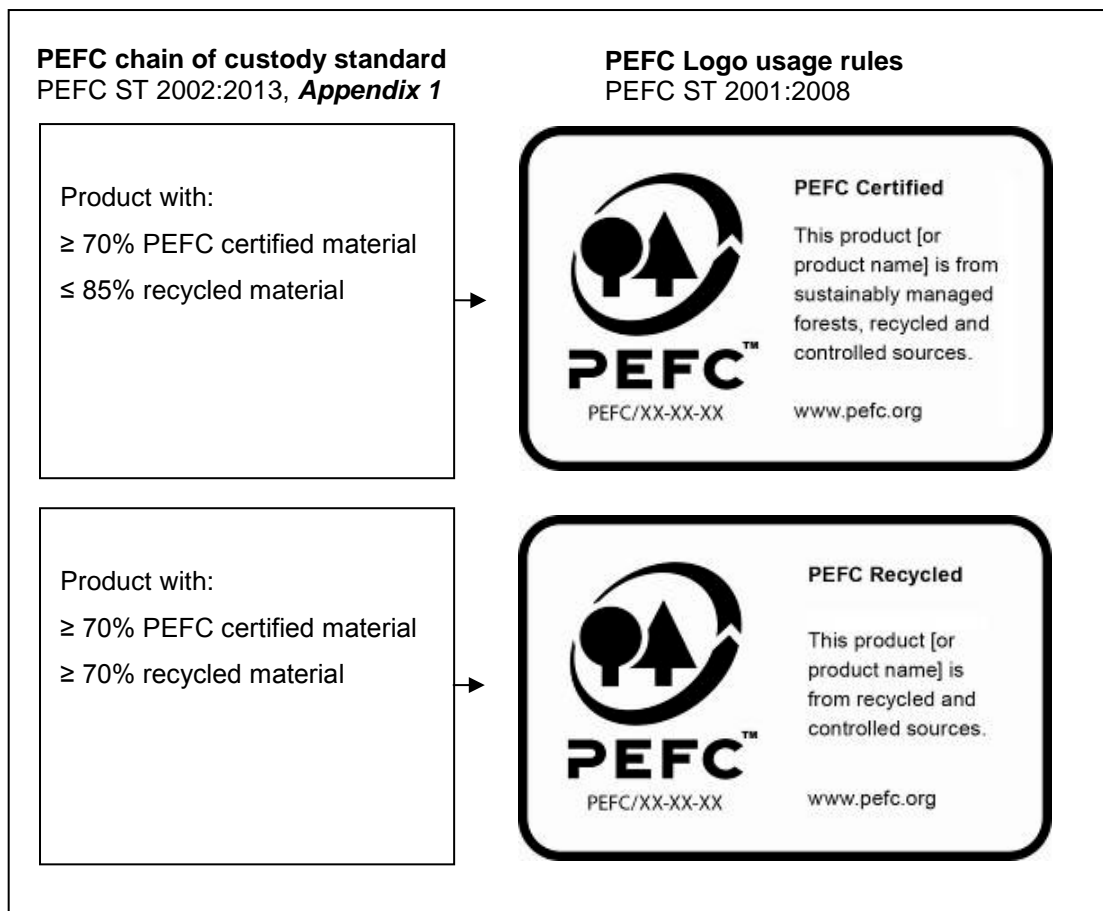 PEFC chain of custody standard
PEFC ST 2002:2013, Appendix 1
PEFC Logo usage rules
PEFC ST 2001:2008
Product with:
≥ 70% PEFC certified material
≤ 85% recycled material
PEFC™
PEFC/XX-XX-XX
PEFC Certified
This product [or
product name] is from
sustainably managed
forests, recycled and
controlled sources.
www.pefc.org
Product with:
≥ 70% PEFC certified material
≥ 70% recycled material
PEFC™
PEFC/XX-XX-XX
PEFC Recycled
This product [or
product name] is
from recycled and
controlled sources.
www.pefc.org